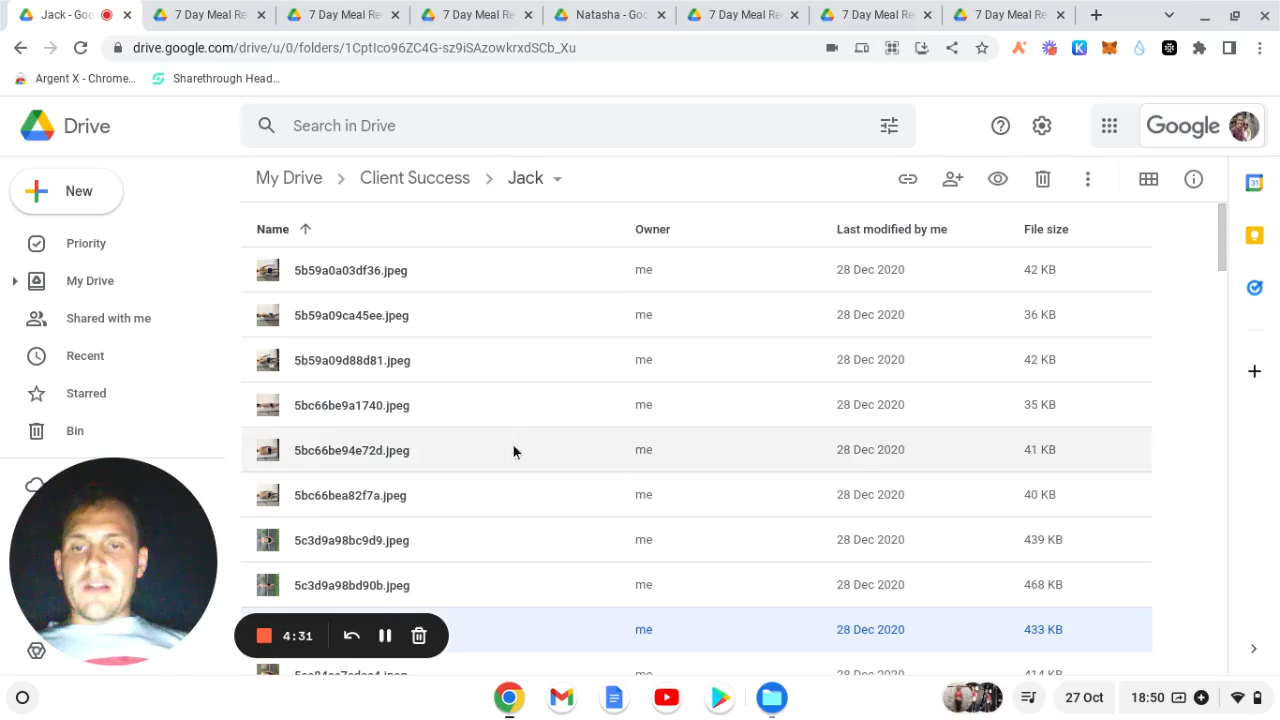 Jack - Goo
7 Day Meal Re
7 Day Meal Re
7 Day Meal Re
Natasha - Goo
7 Day Meal Re
7 Day Meal Re
7 Day Meal Re
drive.google.com/drive/u/0/folders/1CptIOo96ZC4G-sz9iSAzowkrxdSCb_Xu
Argent X - Chrome...
Sharethrough Head...
Drive
Search in Drive
Google
New
My Drive > Client Success > Jack
Name
Owner
Last modified by me
File size
Priority
My Drive
Shared with me
Recent
Starred
Bin
5b59a0a03df36.jpeg me 28 Dec 2020 42 KB
5b59a09ca45ee.jpeg me 28 Dec 2020 36 KB
5b59a09d88d81.jpeg me 28 Dec 2020 42 KB
5bc66be9a1740.jpeg me 28 Dec 2020 35 KB
5bc66be94e72d.jpeg me 28 Dec 2020 41 KB
5bc66bea82f7a.jpeg me 28 Dec 2020 40 KB
5c3d9a98bc9d9.jpeg me 28 Dec 2020 439 KB
5c3d9a98bd90b.jpeg me 28 Dec 2020 468 KB
me 28 Dec 2020 433 KB
4:31
27 Oct
18:50